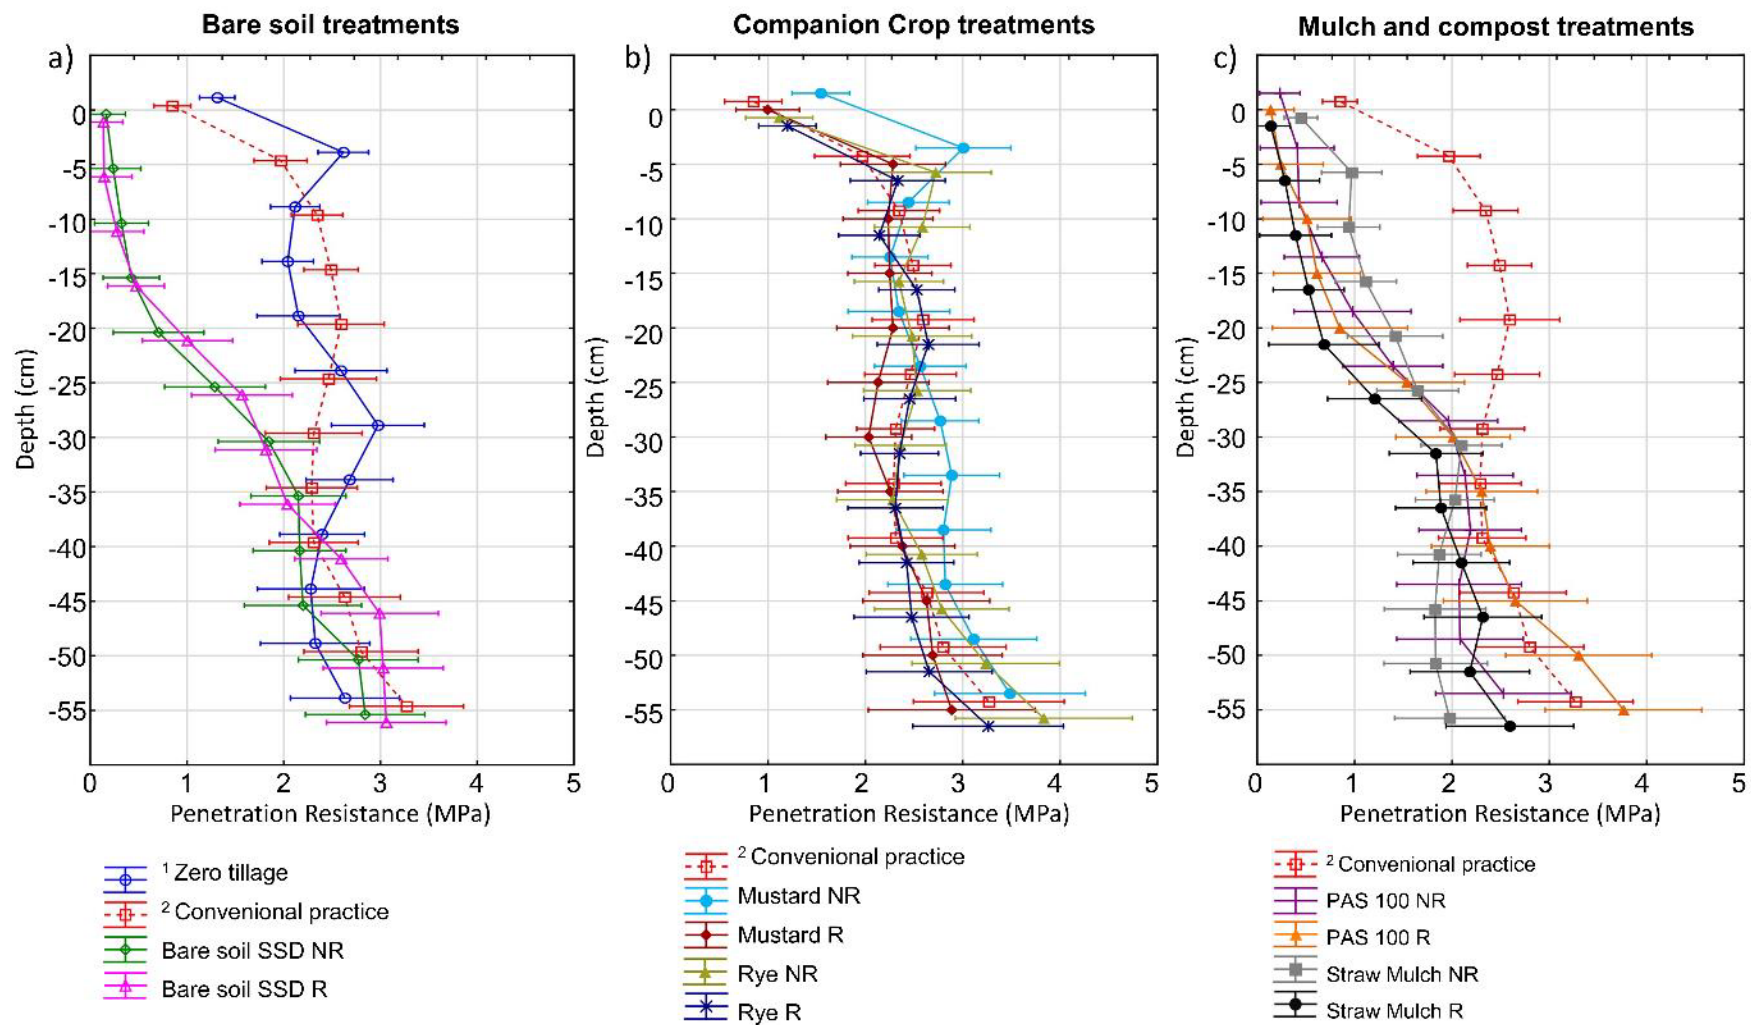 Bare soil treatments
Companion Crop treatments
Mulch and compost treatments
a)
0
-5
-10
-15
-20
-25
-30
-35
-40
-45
-50
-55
Depth (cm)
0 1 2 3 4 5
Penetration Resistance (MPa)
1 Zero tillage
2 Convenional practice
Bare soil SSD NR
Bare soil SSD R
b)
0
-5
-10
-15
-20
-25
-30
-35
-40
-45
-50
-55
Depth (cm)
0 1 2 3 4 5
Penetration Resistance (MPa)
2 Convenional practice
Mustard NR
Mustard R
Rye NR
Rye R
c)
0
-5
-10
-15
-20
-25
-30
-35
-40
-45
-50
-55
Depth (cm)
0 1 2 3 4 5
Penetration Resistance (MPa)
2 Convenional practice
PAS 100 NR
PAS 100 R
Straw Mulch NR
Straw Mulch R